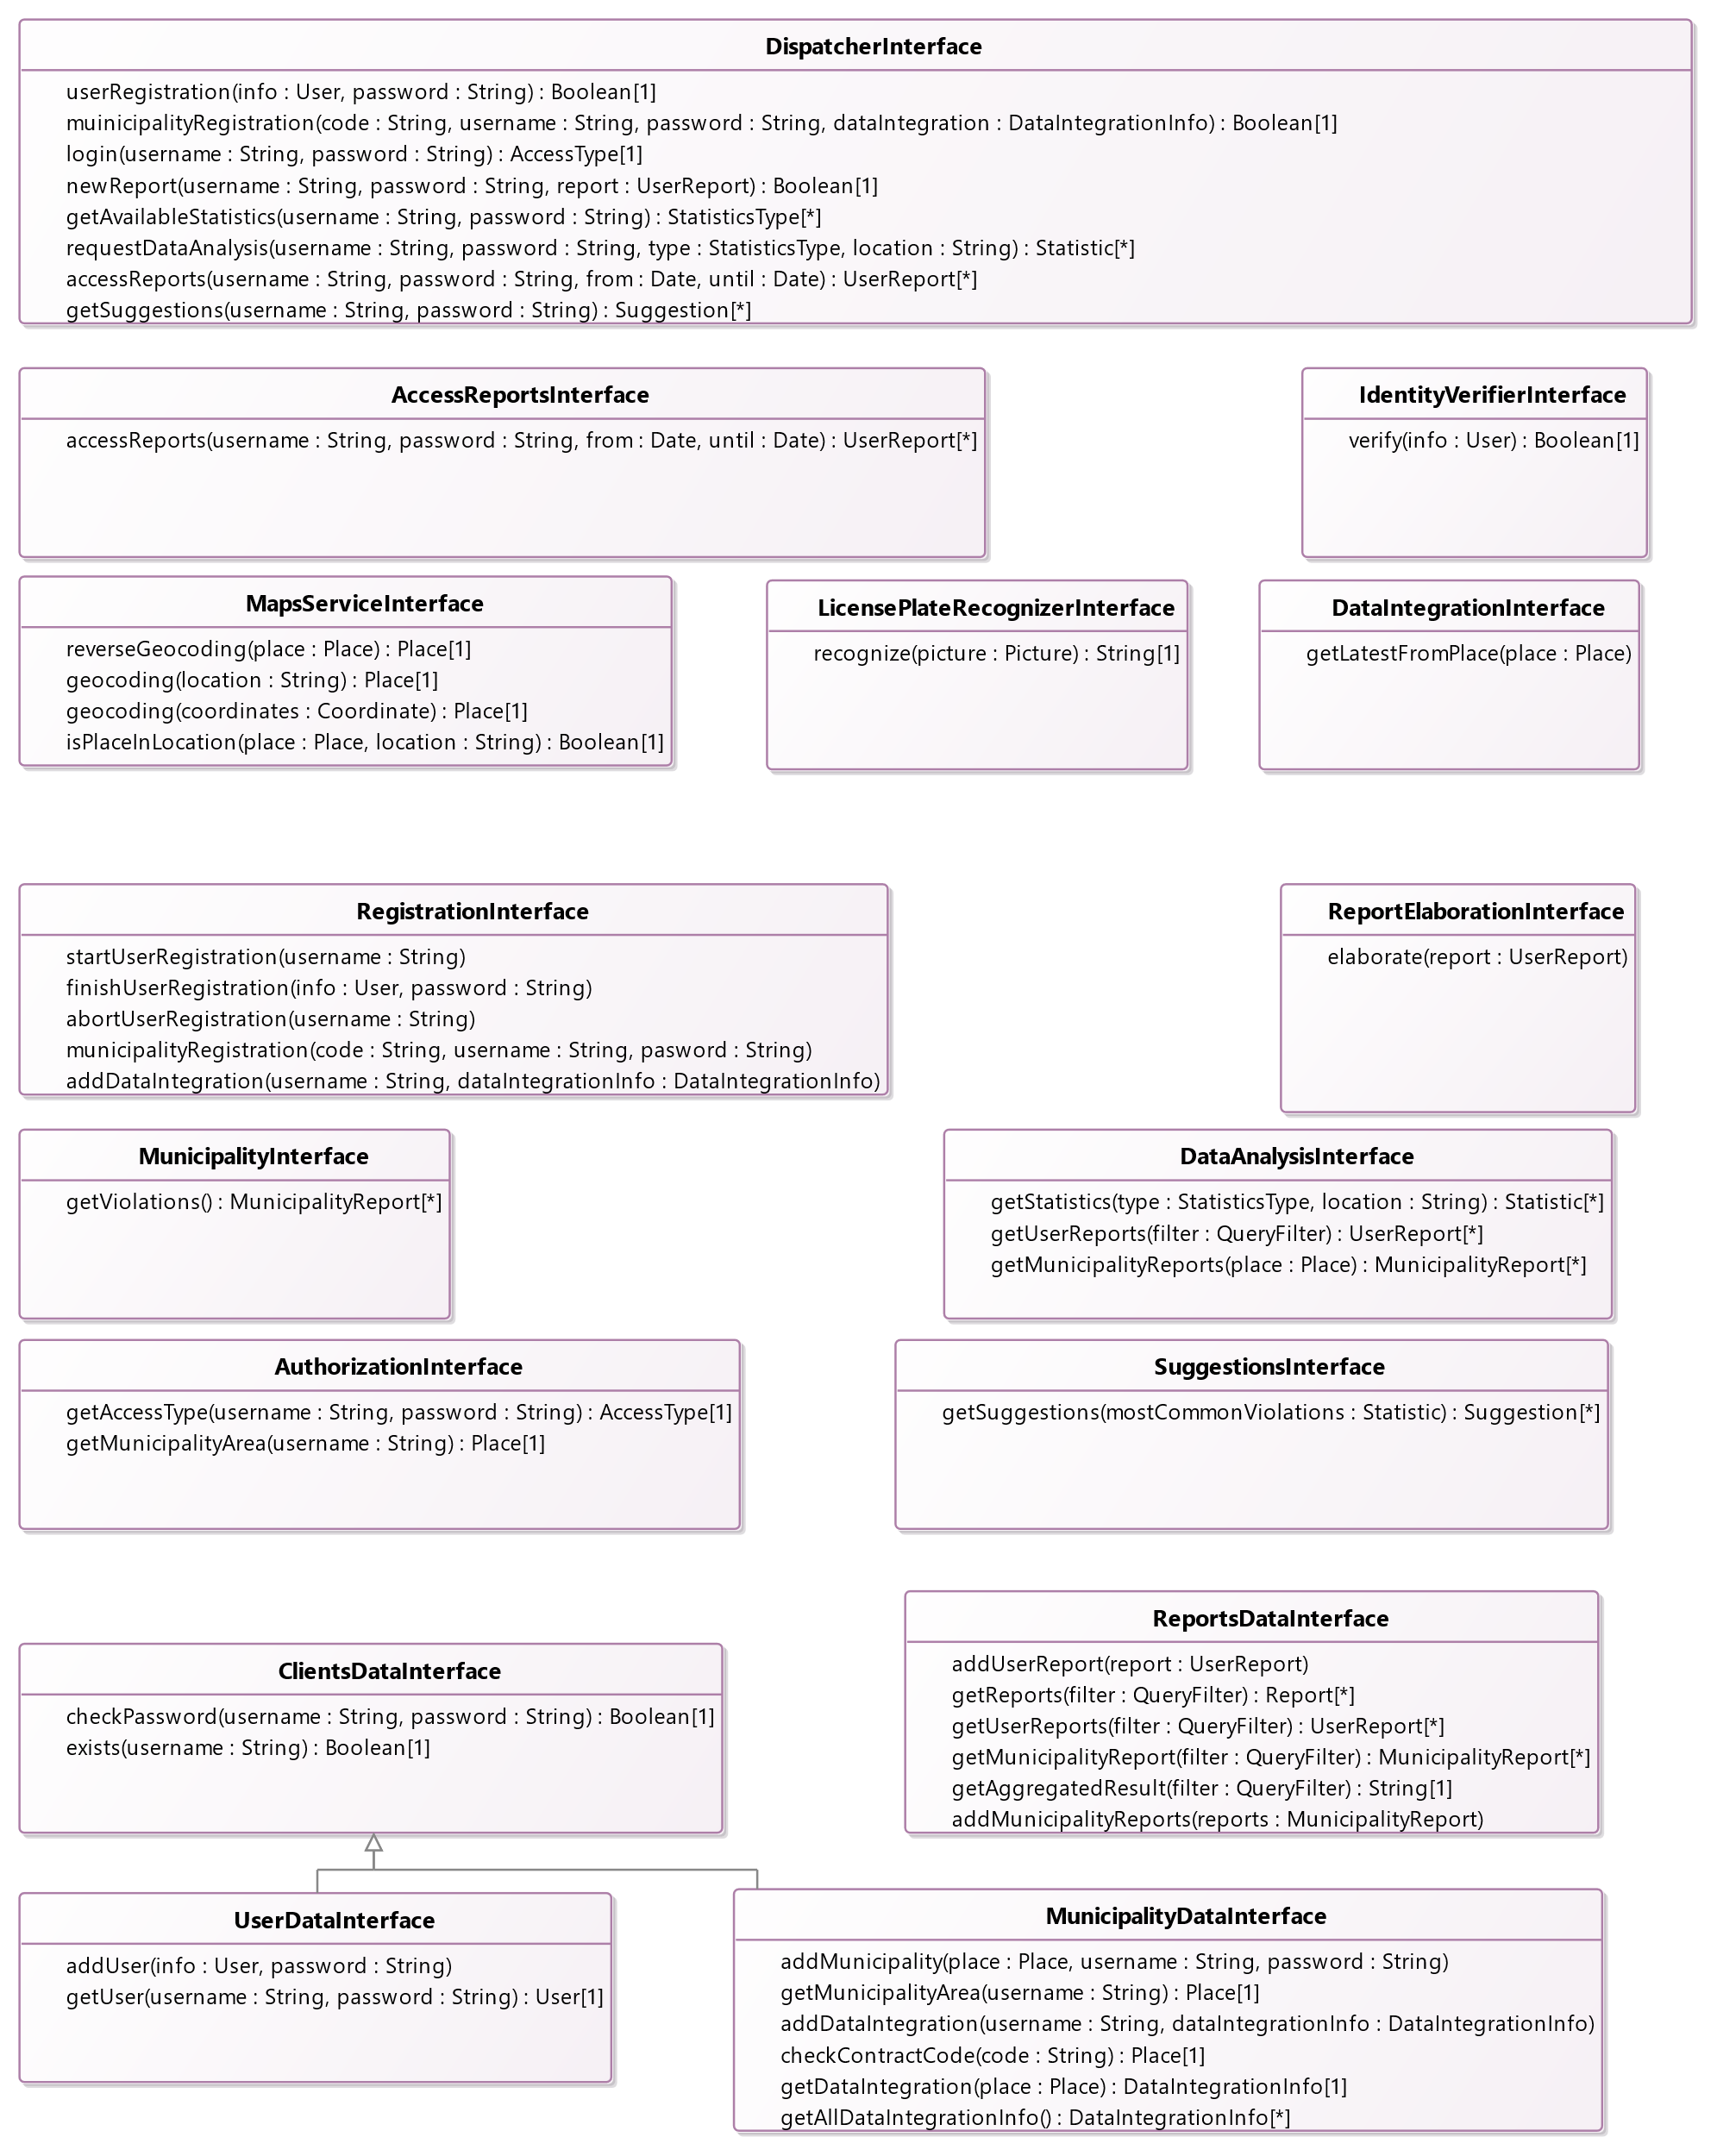 DispatcherInterface
userRegistration(info : User, password : String) : Boolean[1]
muinicipalityRegistration(code : String, username : String, password : String, dataIntegration : DataIntegrationInfo) : Boolean[1]
login(username : String, password : String) : AccessType[1]
newReport(username : String, password : String, report : UserReport) : Boolean[1]
getAvailableStatistics(username : String, password : String) : StatisticsType[*]
requestDataAnalysis(username : String, password : String, type : StatisticsType, location : String) : Statistic[*]
accessReports(username : String, password : String, from : Date, until : Date) : UserReport[*]
getSuggestions(username : String, password : String) : Suggestion[*]
AccessReportsInterface
accessReports(username : String, password : String, from : Date, until : Date) : UserReport[*]
IdentityVerifierInterface
verify(info : User) : Boolean[1]
MapsServiceInterface
reverseGeocoding(place : Place) : Place[1]
geocoding(location : String) : Place[1]
geocoding(coordinates : Coordinate) : Place[1]
isPlaceInLocation(place : Place, location : String) : Boolean[1]
LicensePlateRecognizerInterface
recognize(picture : Picture) : String[1]
DataIntegrationInterface
getLatestFromPlace(place : Place)
RegistrationInterface
startUserRegistration(username : String)
finishUserRegistration(info : User, password : String)
abortUserRegistration(username : String)
municipalityRegistration(code : String, username : String, pasword : String)
addDataIntegration(username : String, dataIntegrationInfo : DataIntegrationInfo)
ReportElaborationInterface
elaborate(report : UserReport)
MunicipalityInterface
getViolations() : MunicipalityReport[*]
DataAnalysisInterface
getStatistics(type : StatisticsType, location : String) : Statistic[*]
getUserReports(filter : QueryFilter) : UserReport[*]
getMunicipalityReports(place : Place) : MunicipalityReport[*]
AuthorizationInterface
getAccessType(username : String, password : String) : AccessType[1]
getMunicipalityArea(username : String) : Place[1]
SuggestionsInterface
getSuggestions(mostCommonViolations : Statistic) : Suggestion[*]
ClientsDataInterface
checkPassword(username : String, password : String) : Boolean[1]
exists(username : String) : Boolean[1]
ReportsDataInterface
addUserReport(report : UserReport)
getReports(filter : QueryFilter) : Report[*]
getUserReports(filter : QueryFilter) : UserReport[*]
getMunicipalityReport(filter : QueryFilter) : MunicipalityReport[*]
getAggregatedResult(filter : QueryFilter) : String[1]
addMunicipalityReports(reports : MunicipalityReport)
UserDataInterface
addUser(info : User, password : String)
getUser(username : String, password : String) : User[1]
MunicipalityDataInterface
addMunicipality(place : Place, username : String, password : String)
getMunicipalityArea(username : String) : Place[1]
addDataIntegration(username : String, dataIntegrationInfo : DataIntegrationInfo)
checkContractCode(code : String) : Place[1]
getDataIntegration(place : Place) : DataIntegrationInfo[1]
getAllDataIntegrationInfo() : DataIntegrationInfo[*]